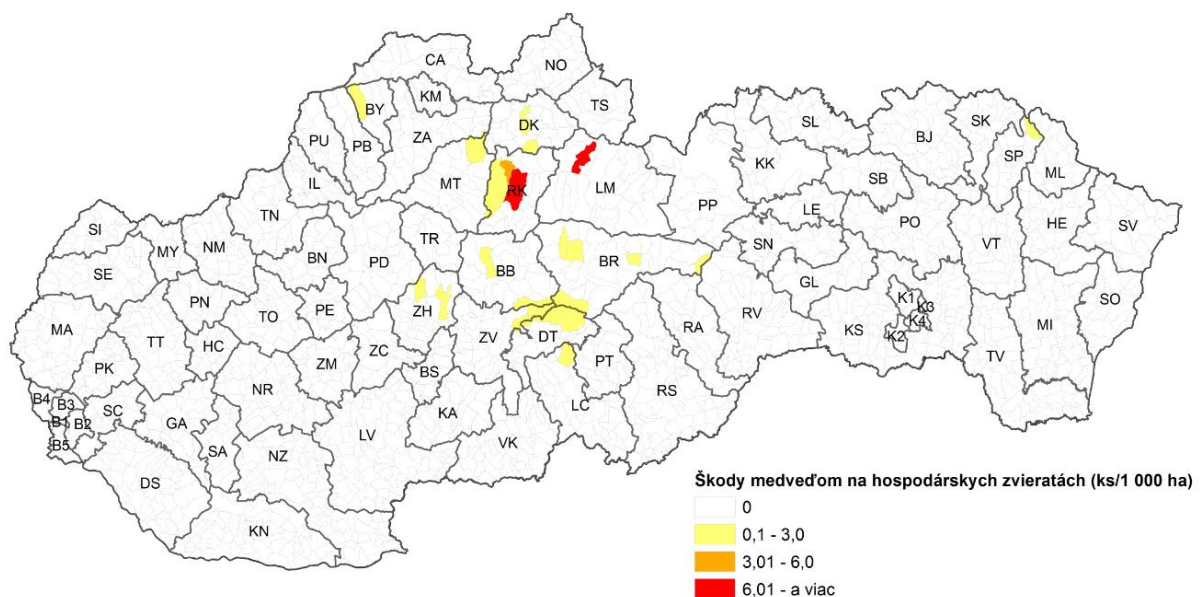 CA
NO
KM
BY
TS
DK
ZA
PU
PB
SL
BJ
SK
SP
ML
KK
IL
MT
RK
LM
SB
PP
TN
LE
PO
HE
SV
SI
MY
NM
TR
SN
VT
SE
BN
PD
BB
BR
GL
PN
PE
ZH
K1
K3
SO
MA
TT
TO
RA
RV
KS
K4
K2
MI
HC
ZM
ZC
ZV
DT
PK
BS
PT
TV
B4
B3
SC
NR
KA
LC
RS
B1
B2
GA
LV
VK
B5
SA
NZ
DS
KN
Škody medveďom na hospodárskych zvieratách (ks/1 000 ha)
0
0,1 - 3,0
3,01 - 6,0
6,01 - a viac